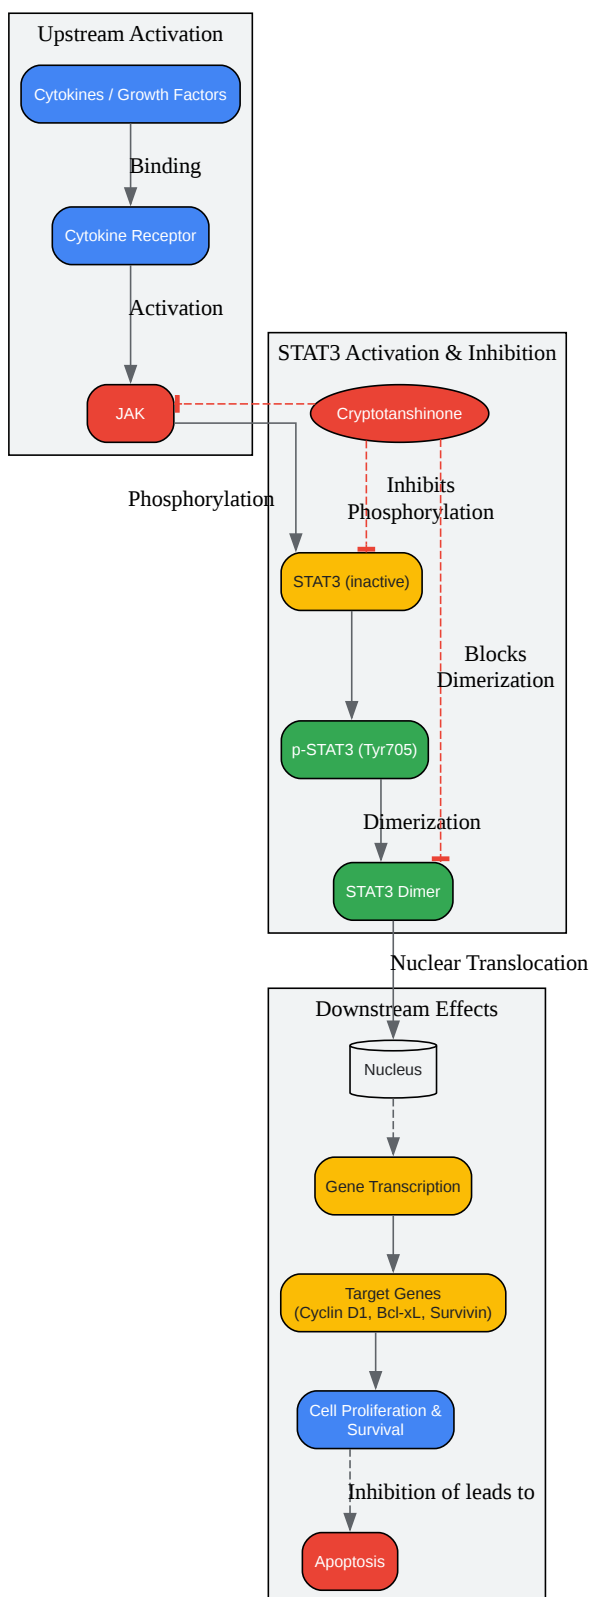 Upstream Activation
Cytokines / Growth Factors
Binding
Cytokine Receptor
Activation
JAK
STAT3 Activation & Inhibition
Cryptotanshinone
Phosphorylation
Inhibits
Phosphorylation
STAT3 (inactive)
Blocks
Dimerization
p-STAT3 (Tyr705)
Dimerization
STAT3 Dimer
Nuclear Translocation
Downstream Effects
Nucleus
Gene Transcription
Target Genes
(Cyclin D1, Bcl-xL, Survivin)
Cell Proliferation &
Survival
Inhibition of leads to
Apoptosis